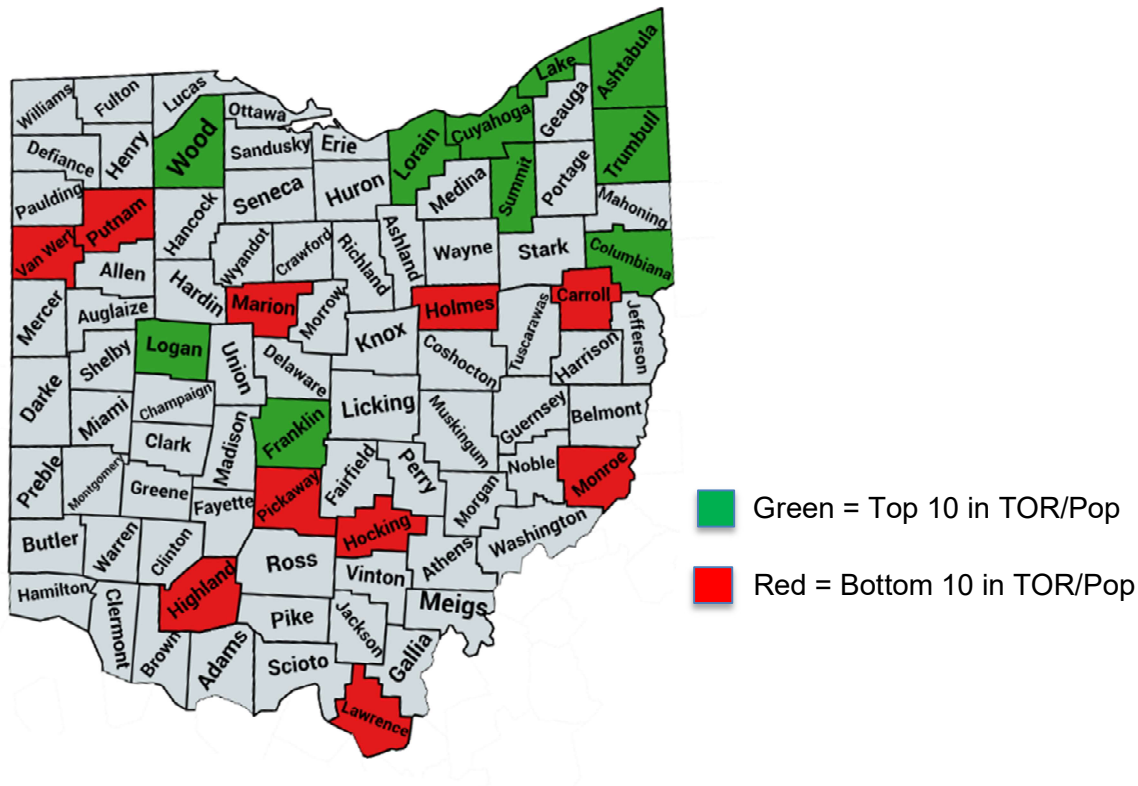 Lake
Ashtabula
Williams
Fulton
Lucas
Ottawa
Cuyahoga
Geauga
Wood
Lorain
Trumbull
Defiance
Henry
Sandusky
Erie
Medina
Summit
Portage
Paulding
Seneca
Huron
Mahoning
Putnam
Hancock
Van Wert
Wyandot
Crawford
Richland
Ashland
Wayne
Stark
Columbiana
Allen
Mercer
Auglaize
Hardin
Marion
Morrow
Holmes
Carroll
Tuscarawas
Jefferson
Logan
Knox
Shelby
Union
Delaware
Coshocton
Harrison
Darke
Champaign
Licking
Miami
Franklin
Muskingum
Guernsey
Belmont
Clark
Madison
Preble
Montgomery
Greene
Fairfield
Perry
Noble
Monroe
Fayette
Pickaway
Morgan
Green = Top 10 in TOR/Pop
Butler
Warren
Clinton
Hocking
Washington
Ross
Athens
Hamilton
Highland
Vinton
Red = Bottom 10 in TOR/Pop
Clermont
Meigs
Pike
Jackson
Brown
Adams
Scioto
Gallia
Lawrence